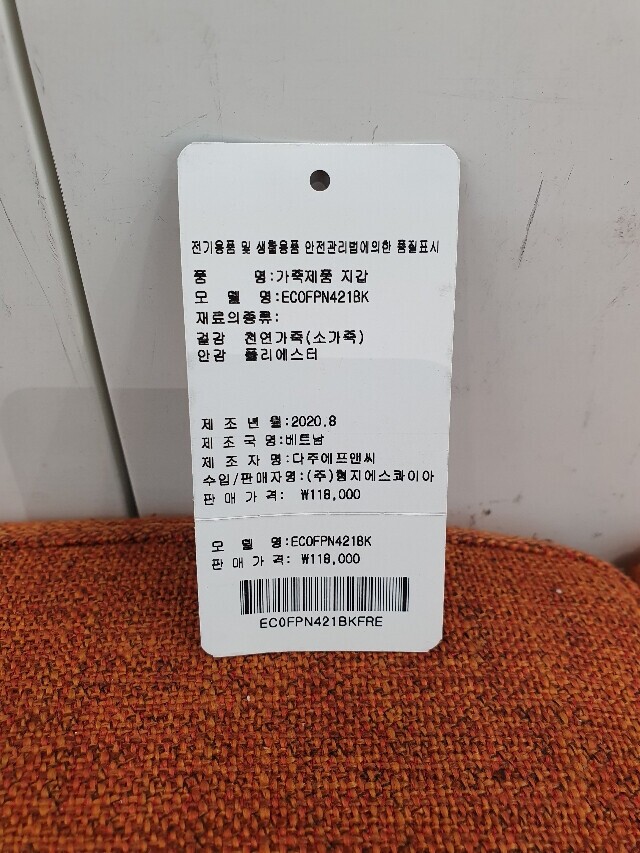 전기용품 및 생활용품 안전관리법에의한 품질표시
품 명:가죽제품 지갑
모 델 명:EC0FPN421BK
재료의종류:
겉감 천연가죽(소가죽)
안감 폴리에스터
제 조 년 월:2020.8
제 조 국 명:베트남
제 조 자 명:다주에프앤씨
수입/판매자명:(주)형지에스콰이아
판 매 가 격: ₩118,000
모 델 명:EC0FPN421BK
판 매 가 격: ₩118,000
EC0FPN421BKFRE